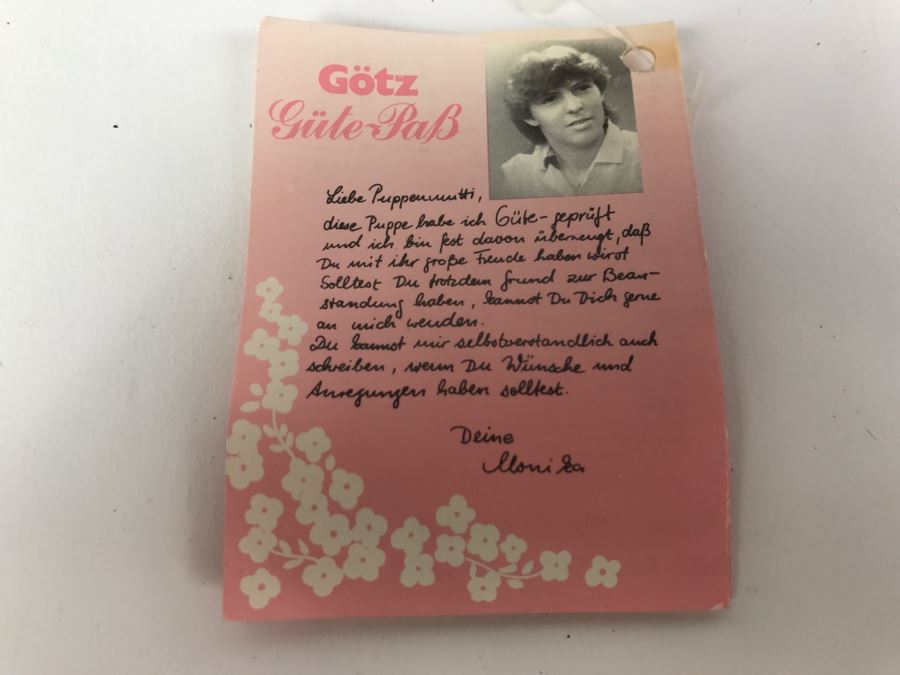 Götz
Güte-Paß
Liebe Puppenmutti,
diese Puppe habe ich Güte-geprüft
und ich bin fest davon überzeugt, daß
Du mit ihr große Freude haben wirst
Solltest Du trotzdem Grund zur Bean-
standung haben, kannst Du Dich gerne
an mich wenden.
Du kannst mir selbstverständlich auch
schreiben, wenn Du Wünsche und
Anregungen haben solltest.
Deine
Monika